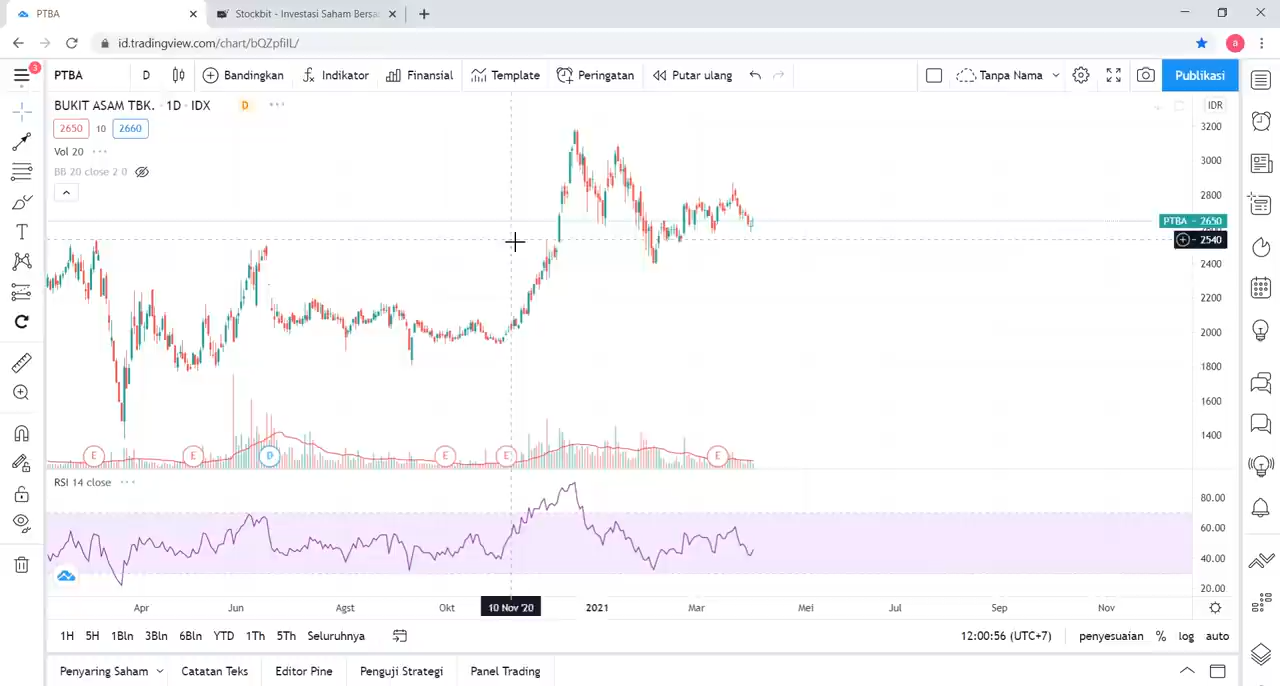 PTBA
Stockbit - Investasi Saham Bersa
id.tradingview.com/chart/bQZpfiIL/
a
3
PTBA D Bandingkan Indikator Finansial Template Peringatan Putar ulang Tanpa Nama Publikasi
BUKIT ASAM TBK. · 1D · IDX D
IDR
2650 10 2660
Vol 20
BB 20 close 2 0
3200
3000
2800
PTBA - 2650
2540
2400
2200
2000
1800
1600
1400
E E D E E E
RSI 14 close
80.00
60.00
40.00
20.00
Apr Jun Agst Okt 10 Nov '20 2021 Mar Mei Jul Sep Nov
1H 5H 1Bln 3Bln 6Bln YTD 1Th 5Th Seluruhnya 12:00:56 (UTC+7) penyesuaian % log auto
Penyaring Saham Catatan Teks Editor Pine Penguji Strategi Panel Trading